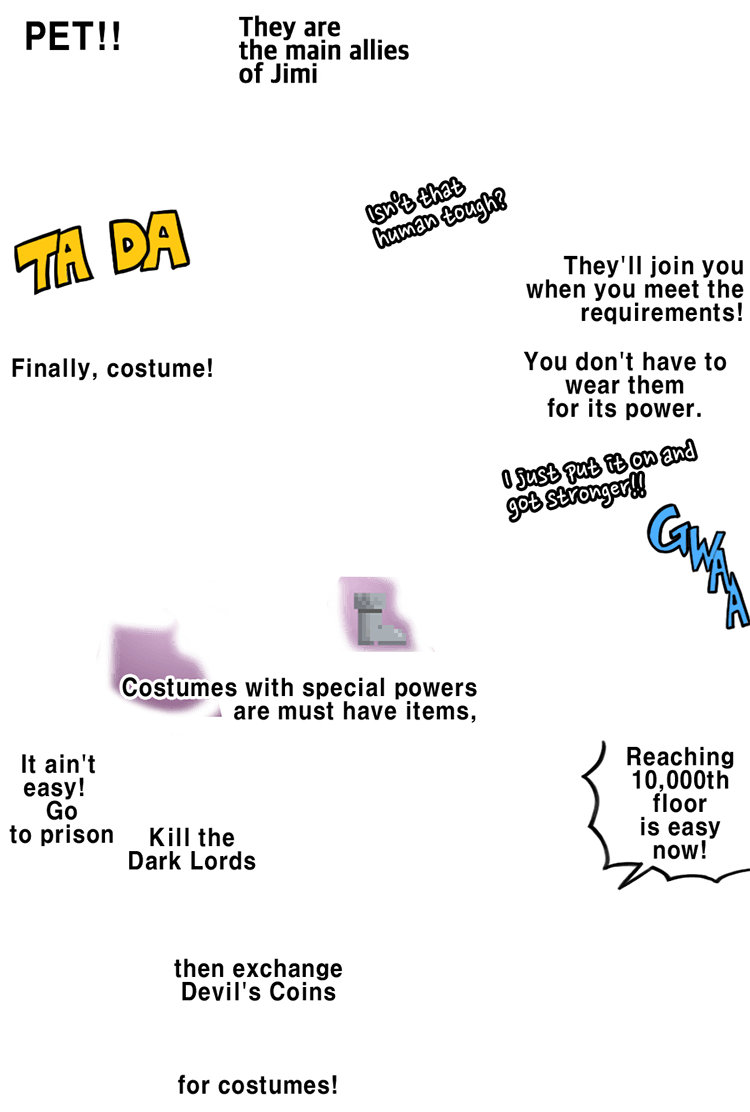 PET!!
They are
the main allies
of Jimi
TA DA
Isn't that
human tough?
They'll join you
when you meet the
requirements!
Finally, costume!
You don't have to
wear them
for its power.
I just put it on and
got stronger!!
GWAA
Costumes with special powers
are must have items,
Reaching
10,000th
floor
is easy
now!
It ain't
easy!
Go
to prison
Kill the
Dark Lords
then exchange
Devil's Coins
for costumes!